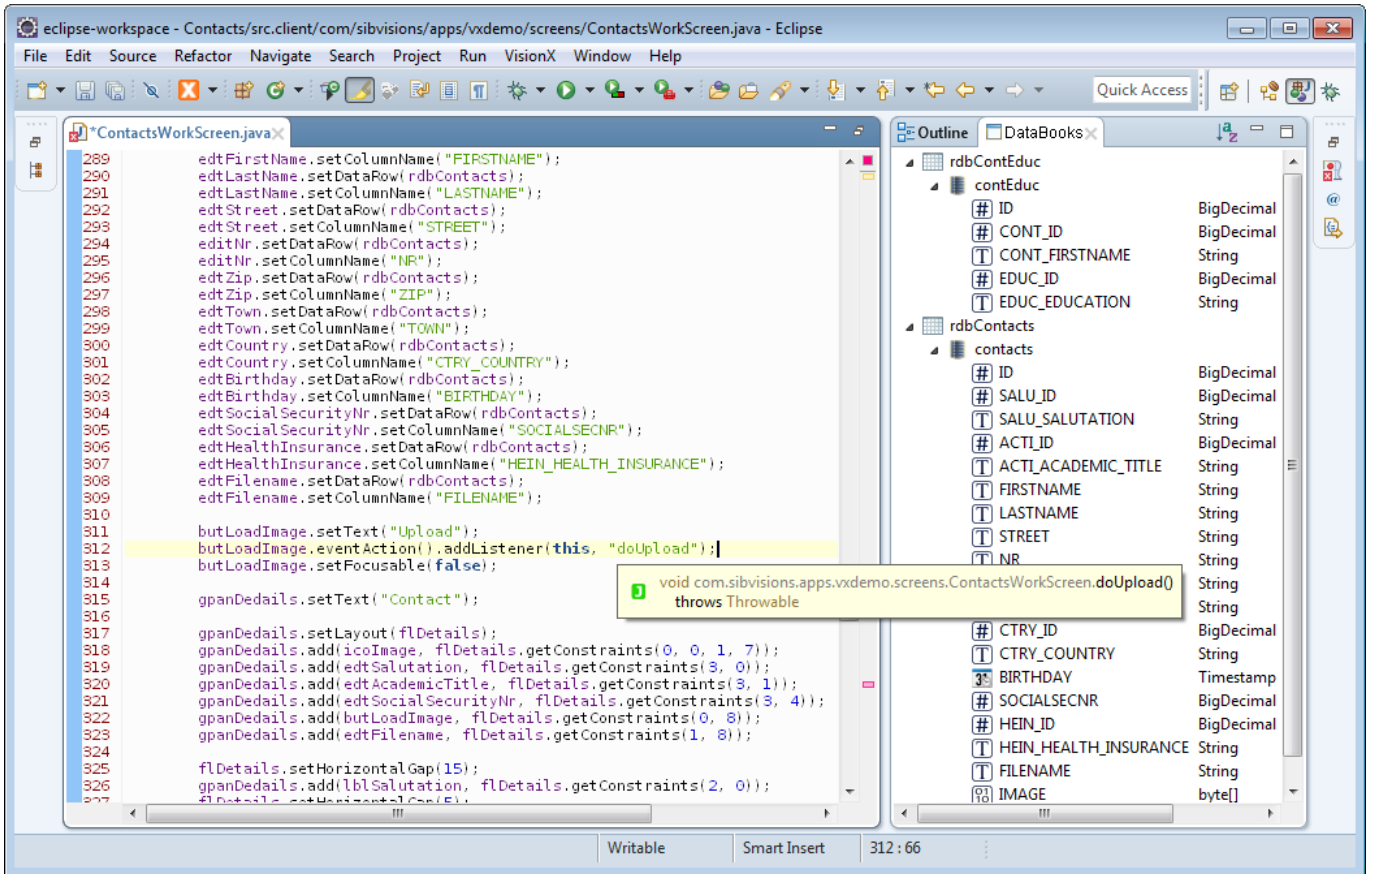 eclipse-workspace - Contacts/src.client/com/sibvisions/apps/vxdemo/screens/ContactsWorkScreen.java - Eclipse
File Edit Source Refactor Navigate Search Project Run VisionX Window Help
Quick Access
*ContactsWorkScreen.java
289 edtFirstName.setColumnName("FIRSTNAME");
290 edtLastName.setDataRow(rdbContacts);
291 edtLastName.setColumnName("LASTNAME");
292 edtStreet.setDataRow(rdbContacts);
293 edtStreet.setColumnName("STREET");
294 editNr.setDataRow(rdbContacts);
295 editNr.setColumnName("NR");
296 edtZip.setDataRow(rdbContacts);
297 edtZip.setColumnName("ZIP");
298 edtTown.setDataRow(rdbContacts);
299 edtTown.setColumnName("TOWN");
300 edtCountry.setDataRow(rdbContacts);
301 edtCountry.setColumnName("CTRY_COUNTRY");
302 edtBirthday.setDataRow(rdbContacts);
303 edtBirthday.setColumnName("BIRTHDAY");
304 edtSocialSecurityNr.setDataRow(rdbContacts);
305 edtSocialSecurityNr.setColumnName("SOCIALSECNR");
306 edtHealthInsurance.setDataRow(rdbContacts);
307 edtHealthInsurance.setColumnName("HEIN_HEALTH_INSURANCE");
308 edtFilename.setDataRow(rdbContacts);
309 edtFilename.setColumnName("FILENAME");
310
311 butLoadImage.setText("Upload");
312 butLoadImage.eventAction().addListener(this, "doUpload");
313 butLoadImage.setFocusable(false);
314
315 gpanDedails.setText("Contact");
316
317 gpanDedails.setLayout(flDetails);
318 gpanDedails.add(icoImage, flDetails.getConstraints(0, 0, 1, 7));
319 gpanDedails.add(edtSalutation, flDetails.getConstraints(3, 0));
320 gpanDedails.add(edtAcademicTitle, flDetails.getConstraints(3, 1));
321 gpanDedails.add(edtSocialSecurityNr, flDetails.getConstraints(3, 4));
322 gpanDedails.add(butLoadImage, flDetails.getConstraints(0, 8));
323 gpanDedails.add(edtFilename, flDetails.getConstraints(1, 8));
324
325 flDetails.setHorizontalGap(15);
326 gpanDedails.add(lblSalutation, flDetails.getConstraints(2, 0));
327 flDetails.setHorizontalGap(5);
void com.sibvisions.apps.vxdemo.screens.ContactsWorkScreen.doUpload()
throws Throwable
Outline DataBooks
rdbContEduc
contEduc
ID BigDecimal
CONT_ID BigDecimal
CONT_FIRSTNAME String
EDUC_ID BigDecimal
EDUC_EDUCATION String
rdbContacts
contacts
ID BigDecimal
SALU_ID BigDecimal
SALU_SALUTATION String
ACTI_ID BigDecimal
ACTI_ACADEMIC_TITLE String
FIRSTNAME String
LASTNAME String
STREET String
NR String
String
String
CTRY_ID BigDecimal
CTRY_COUNTRY String
BIRTHDAY Timestamp
SOCIALSECNR BigDecimal
HEIN_ID BigDecimal
HEIN_HEALTH_INSURANCE String
FILENAME String
IMAGE byte[]
Writable Smart Insert 312 : 66